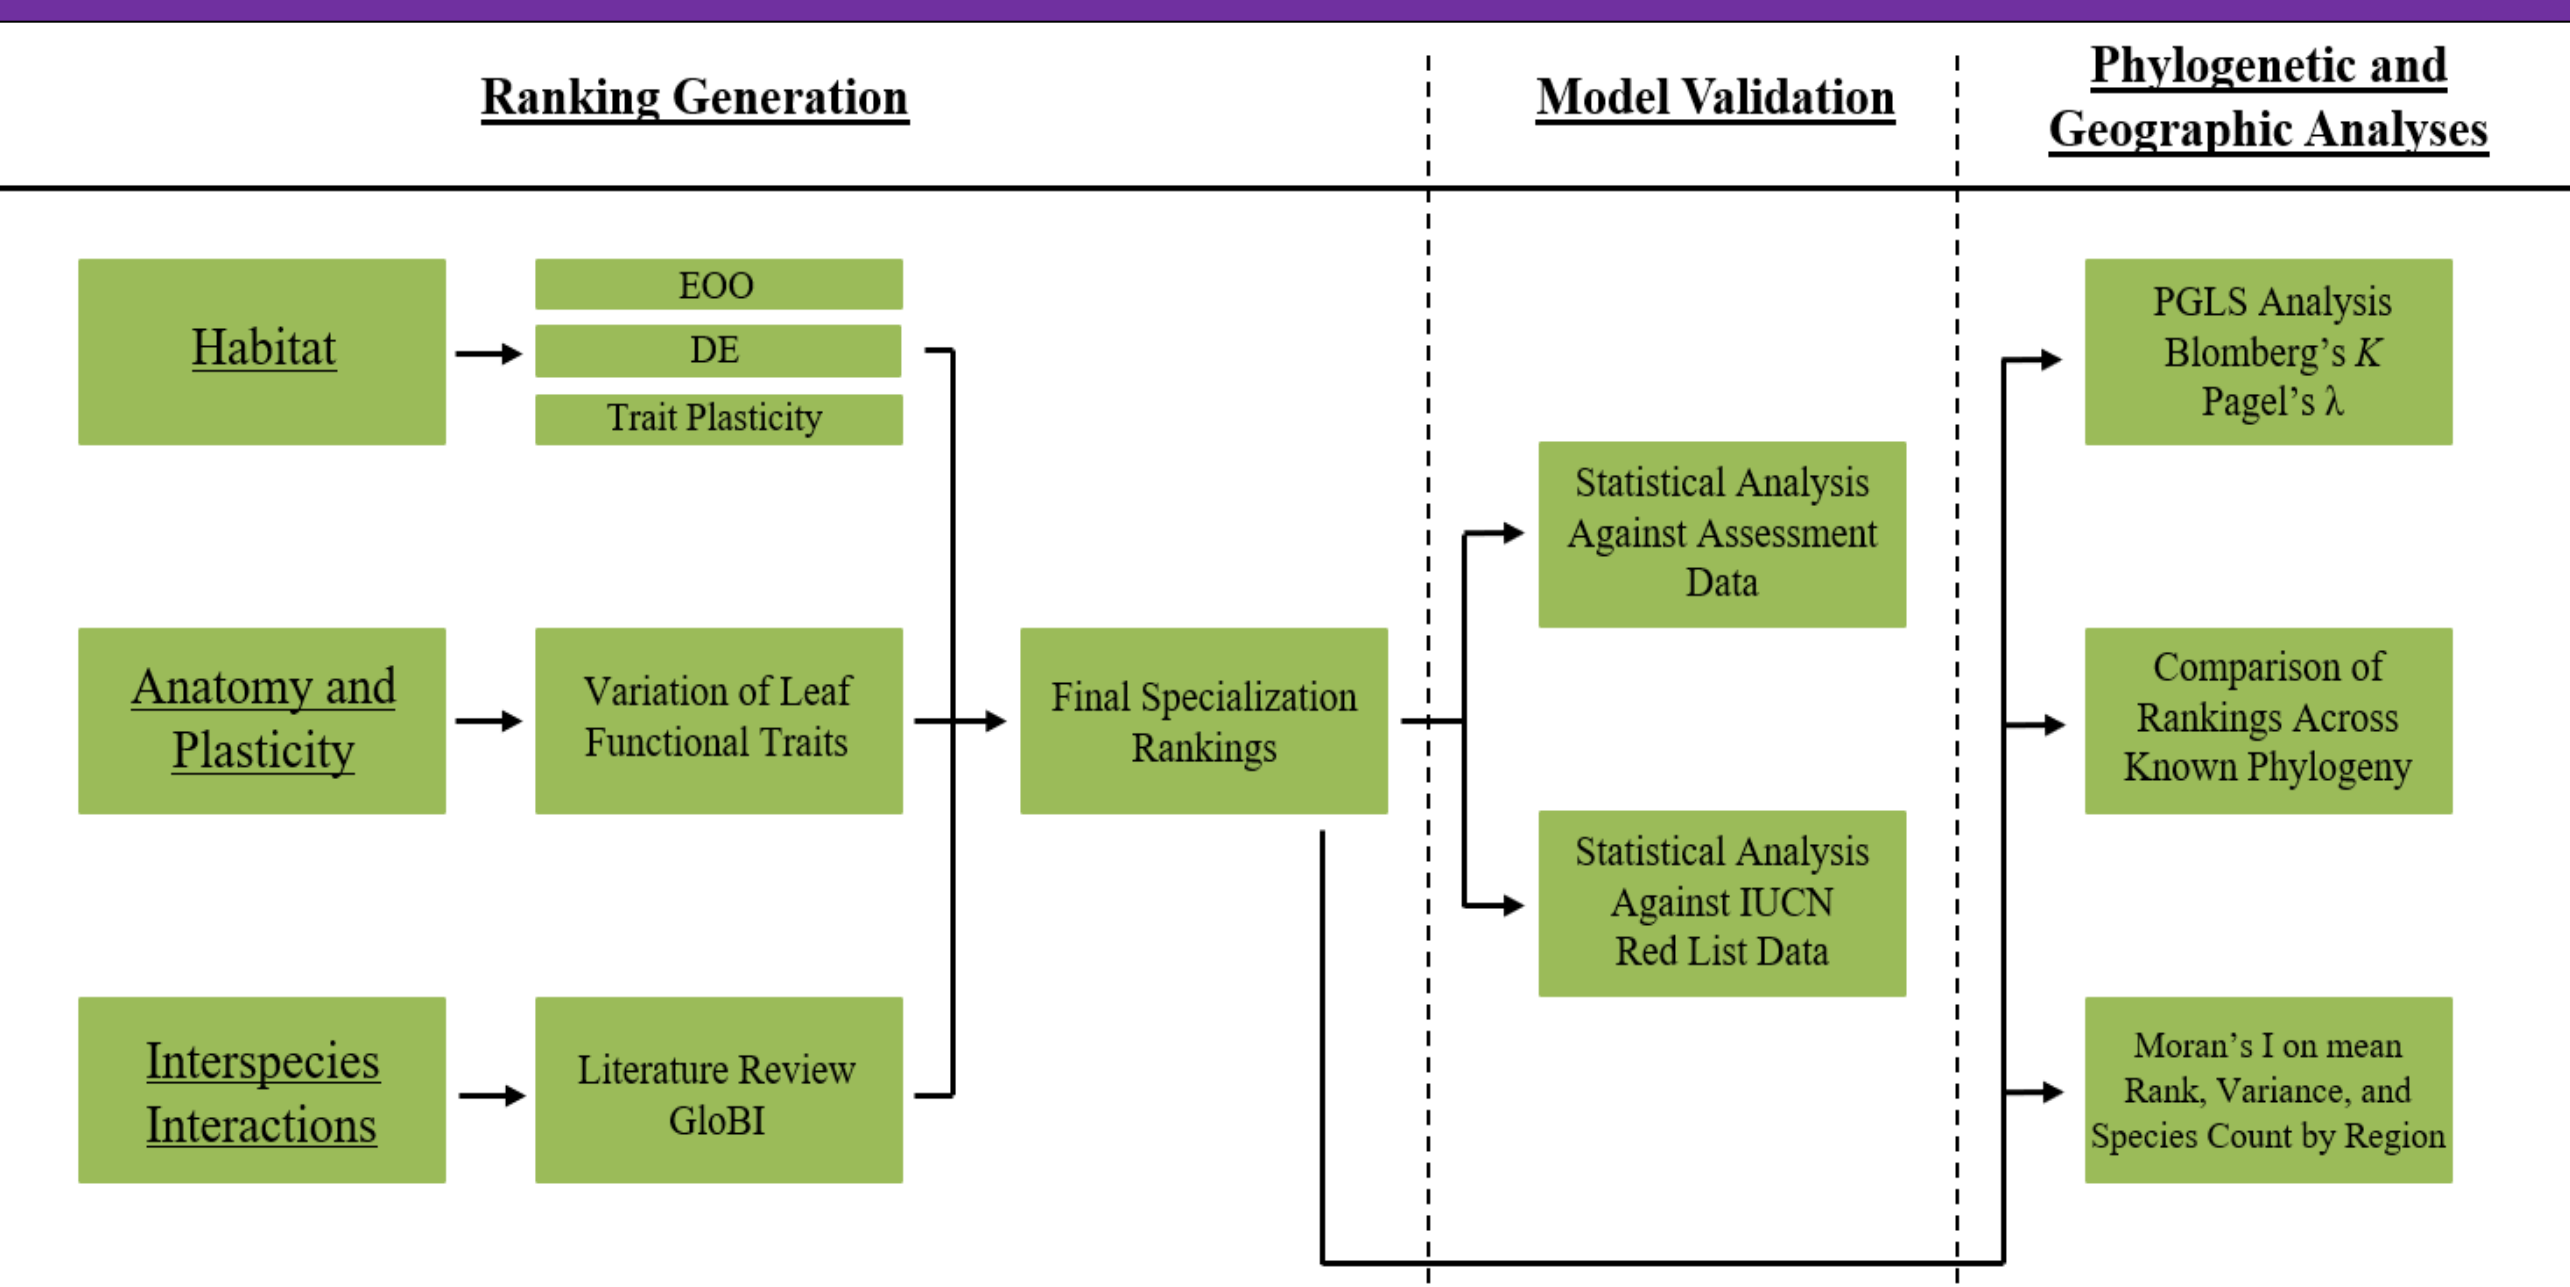 Ranking Generation
Model Validation
Phylogenetic and
Geographic Analyses
Habitat
EOO
DE
Trait Plasticity
Anatomy and
Plasticity
Variation of Leaf
Functional Traits
Interspecies
Interactions
Literature Review
GloBI
Final Specialization
Rankings
Statistical Analysis
Against Assessment
Data
Statistical Analysis
Against IUCN
Red List Data
PGLS Analysis
Blomberg’s K
Pagel’s λ
Comparison of
Rankings Across
Known Phylogeny
Moran’s I on mean
Rank, Variance, and
Species Count by Region